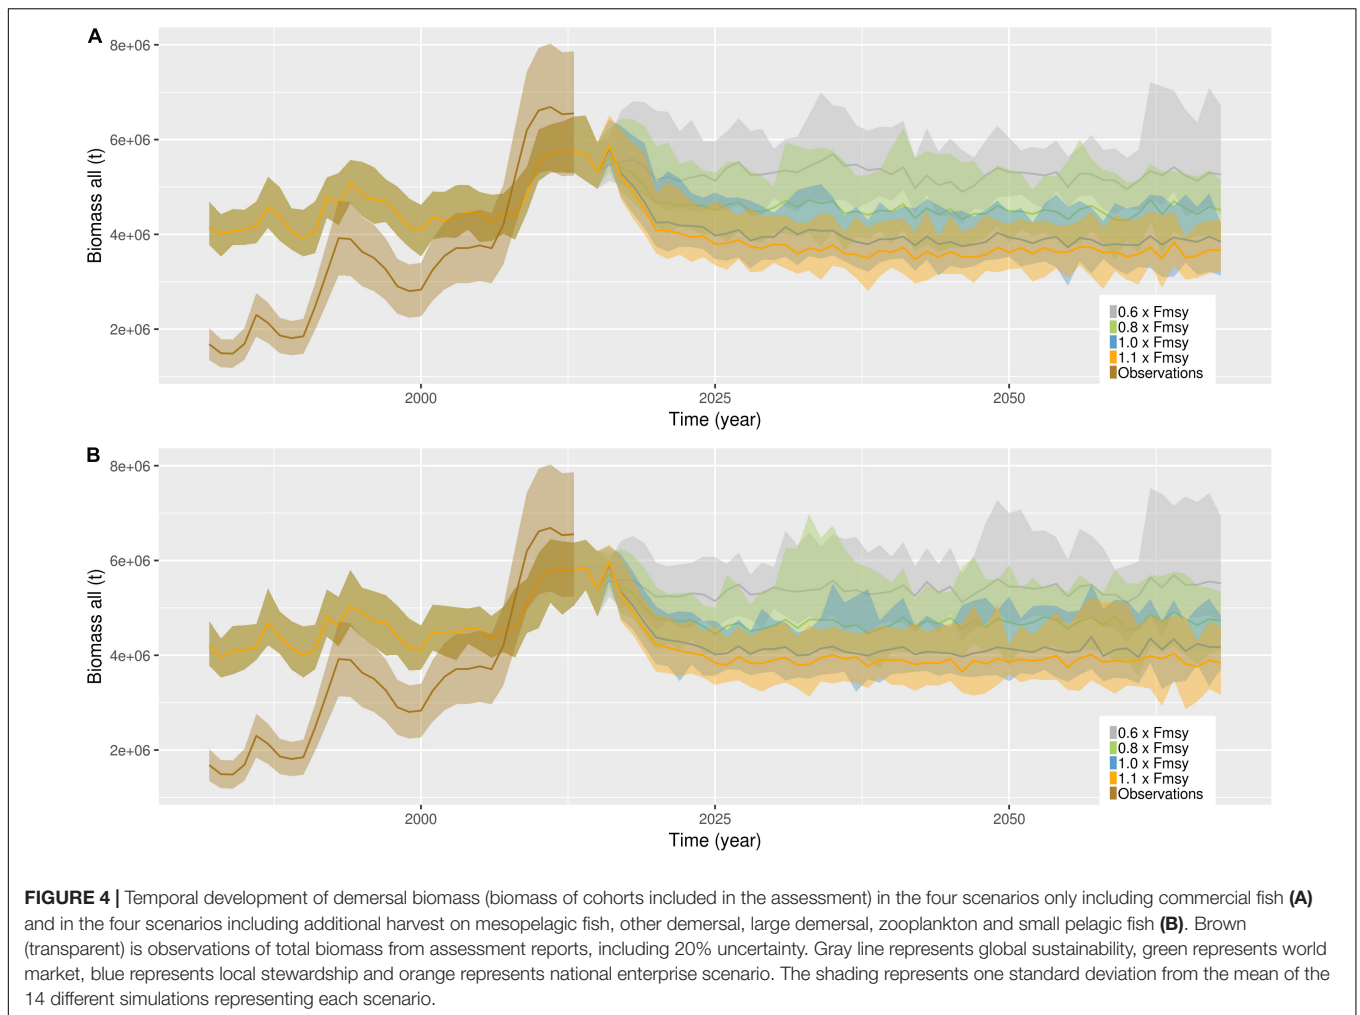 A
8e+06
6e+06
4e+06
2e+06
Biomass all (t)
0.6 x Fmsy
0.8 x Fmsy
1.0 x Fmsy
1.1 x Fmsy
Observations
2000 2025 2050
Time (year)
B
8e+06
6e+06
4e+06
2e+06
Biomass all (t)
0.6 x Fmsy
0.8 x Fmsy
1.0 x Fmsy
1.1 x Fmsy
Observations
2000 2025 2050
Time (year)
FIGURE 4 | Temporal development of demersal biomass (biomass of cohorts included in the assessment) in the four scenarios only including commercial fish (A)
and in the four scenarios including additional harvest on mesopelagic fish, other demersal, large demersal, zooplankton and small pelagic fish (B). Brown
(transparent) is observations of total biomass from assessment reports, including 20% uncertainty. Gray line represents global sustainability, green represents world
market, blue represents local stewardship and orange represents national enterprise scenario. The shading represents one standard deviation from the mean of the
14 different simulations representing each scenario.